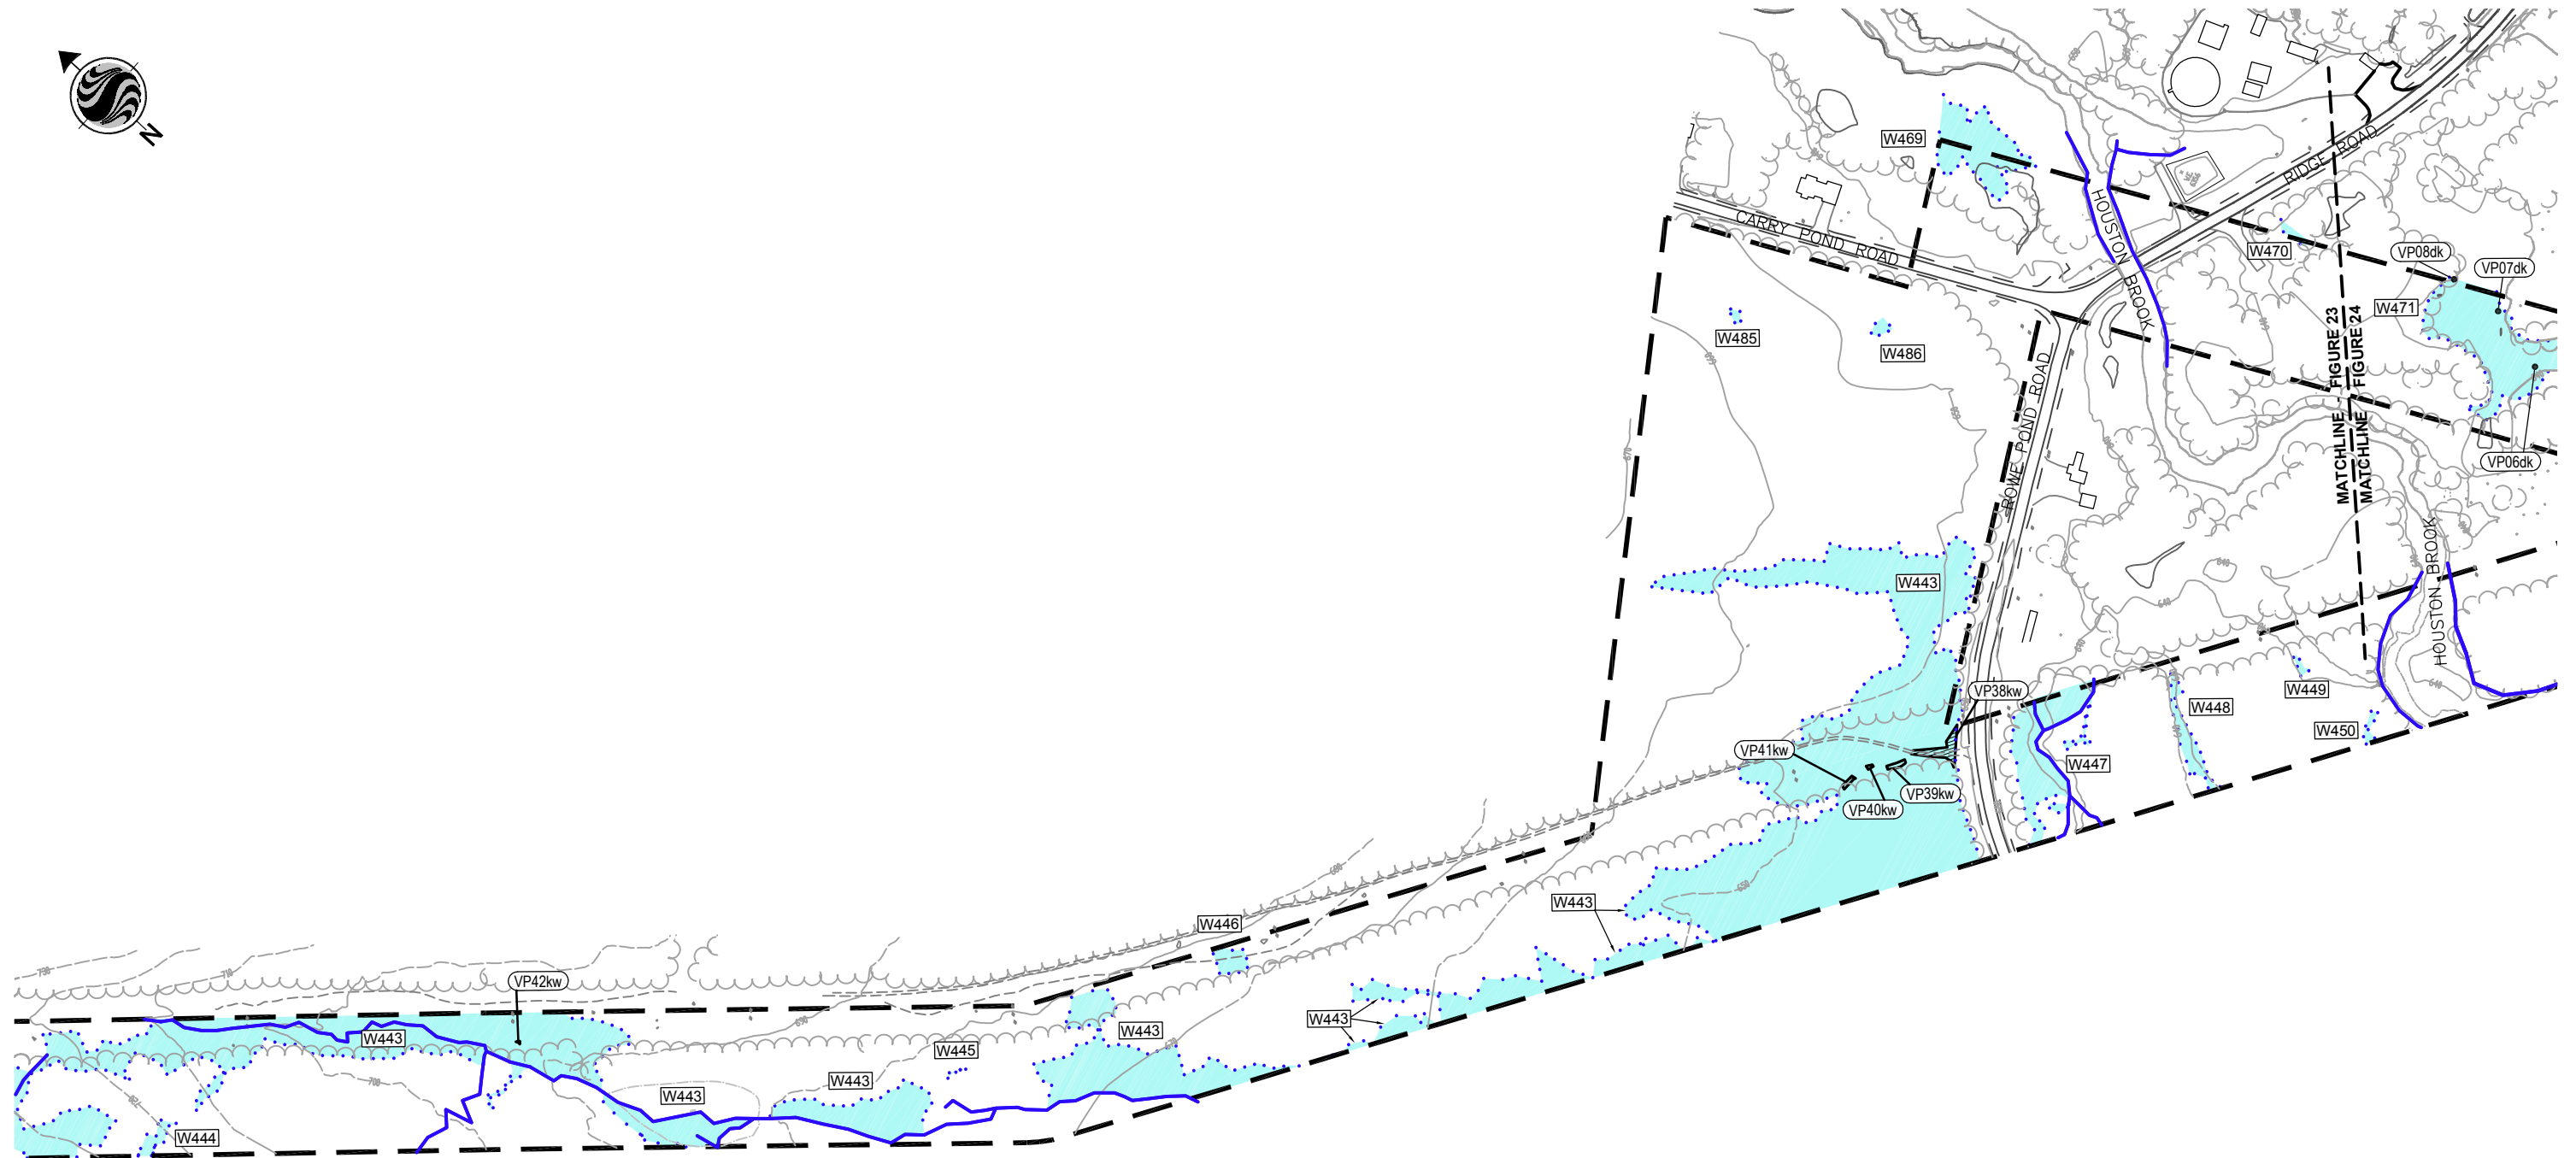 N
W469
RIDGE ROAD
CARRY POND ROAD
HOUSTON BROOK
W470
VP08dk
VP07dk
W471
W485
W486
MATCHLINE FIGURE 23
MATCHLINE FIGURE 24
ROWE POND ROAD
VP06dk
HOUSTON BROOK
W443
VP38kw
W449
W448
W450
VP41kw
W447
VP39kw
VP40kw
W443
W446
VP42kw
W443
W443
W443
W445
W443
W443
W444